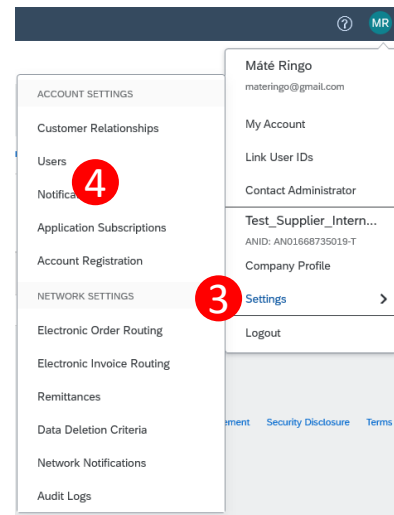 ?
MR
Máté Ringo
materingo@gmail.com
My Account
Link User IDs
Contact Administrator
Test_Supplier_Intern...
ANID: AN01668735019-T
Company Profile
3
Settings
Logout
ACCOUNT SETTINGS
Customer Relationships
Users
4
Notifica
Application Subscriptions
Account Registration
NETWORK SETTINGS
Electronic Order Routing
Electronic Invoice Routing
Remittances
Data Deletion Criteria
Network Notifications
Audit Logs
ement Security Disclosure Terms